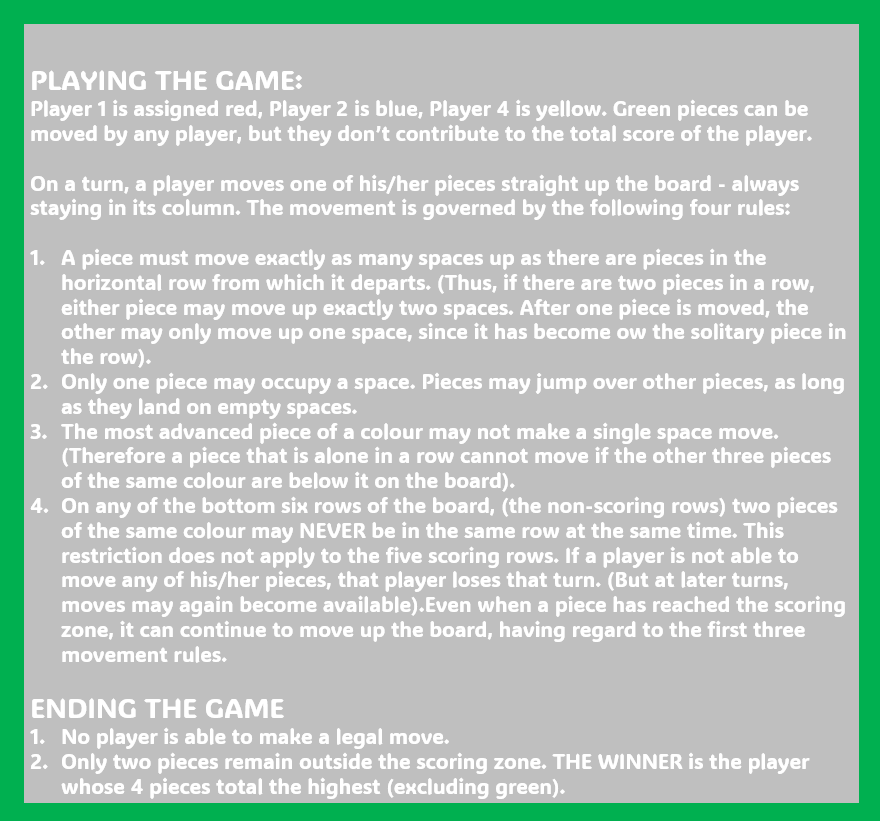 PLAYING THE GAME:
Player 1 is assigned red, Player 2 is blue, Player 4 is yellow. Green pieces can be
moved by any player, but they don't contribute to the total score of the player.
On a turn, a player moves one of his/her pieces straight up the board - always
staying in its column. The movement is governed by the following four rules:
1. A piece must move exactly as many spaces up as there are pieces in the
horizontal row from which it departs. (Thus, if there are two pieces in a row,
either piece may move up exactly two spaces. After one piece is moved, the
other may only move up one space, since it has become ow the solitary piece in
the row).
2. Only one piece may occupy a space. Pieces may jump over other pieces, as long
as they land on empty spaces.
3. The most advanced piece of a colour may not make a single space move.
(Therefore a piece that is alone in a row cannot move if the other three pieces
of the same colour are below it on the board).
4. On any of the bottom six rows of the board, (the non-scoring rows) two pieces
of the same colour may NEVER be in the same row at the same time. This
restriction does not apply to the five scoring rows. If a player is not able to
move any of his/her pieces, that player loses that turn. (But at later turns,
moves may again become available).Even when a piece has reached the scoring
zone, it can continue to move up the board, having regard to the first three
movement rules.
ENDING THE GAME
1. No player is able to make a legal move.
2. Only two pieces remain outside the scoring zone. THE WINNER is the player
whose 4 pieces total the highest (excluding green).